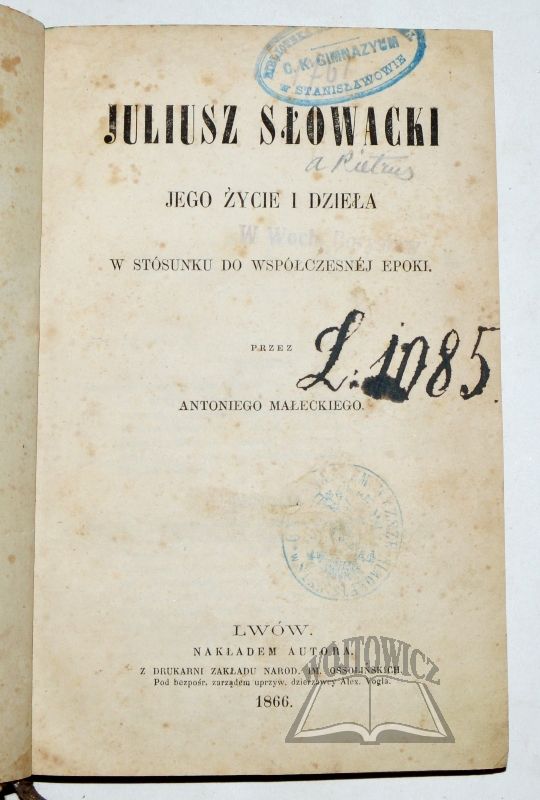 C. K. GIMNAZYUM
w STANISŁAWOWIE
JULIUSZ SŁOWACKI
JEGO ŻYCIE I DZIEŁA
W STÓSUNKU DO WSPÓŁCZESNÉJ EPOKI.
PRZEZ
Ł. 1085.
ANTONIEGO MAŁECKIEGO.
LWÓW.
NAKŁADEM AUTORA.
Z DRUKARNI ZAKŁADU NAROD. IM. OSSOLIŃSKICH.
Pod bezpośr. zarządem uprzyw. dzierżawcy Alex. Vogla.
1866.
WÓJTOWICZ